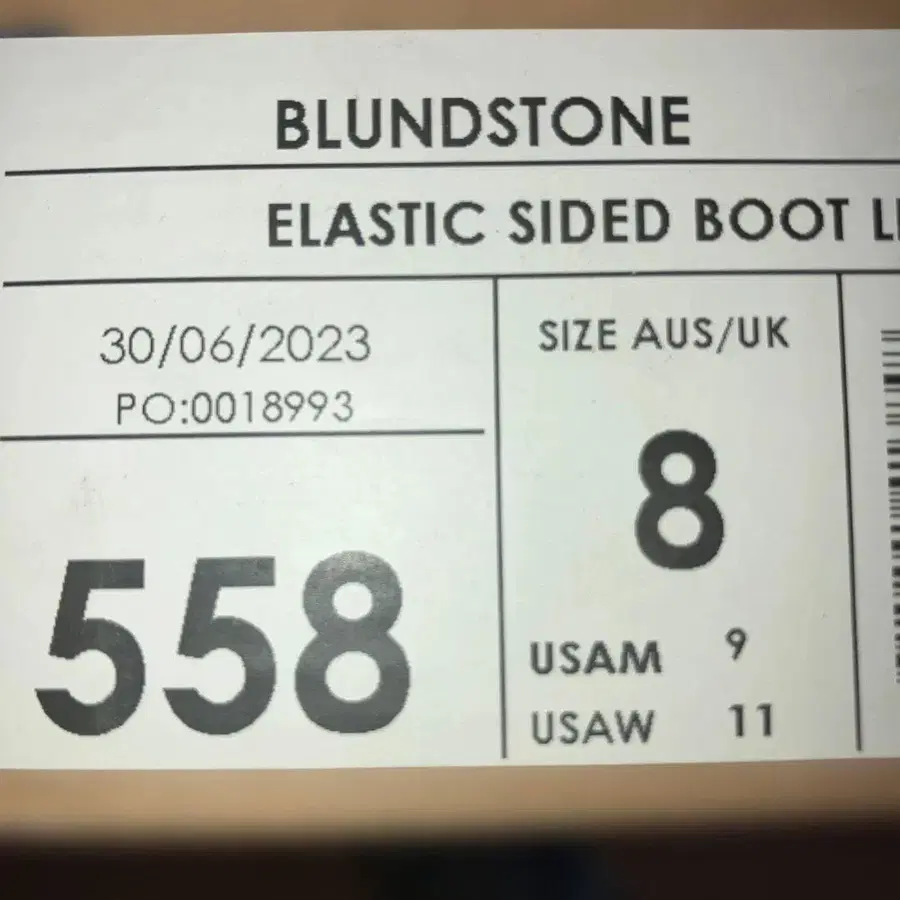 BLUNDSTONE
ELASTIC SIDED BOOT
30/06/2023
PO:0018993
558
SIZE AUS/UK
8
USAM 9
USAW 11